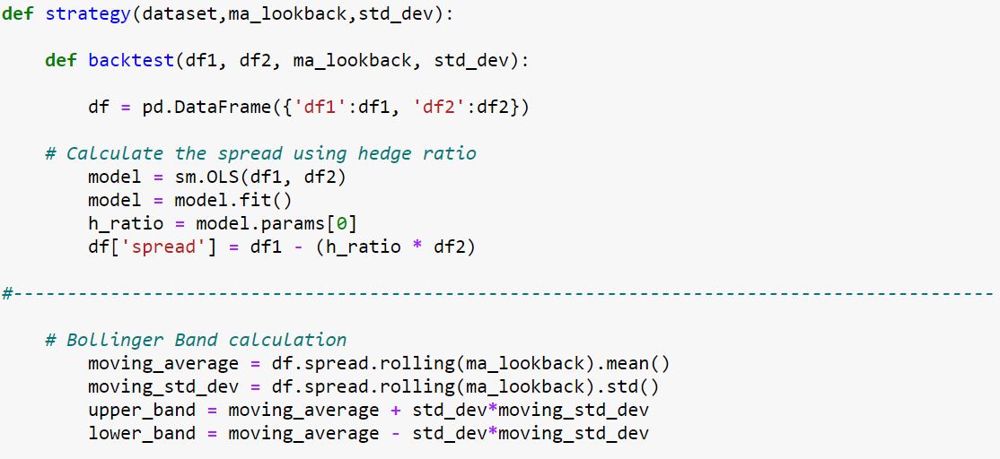 def strategy(dataset,ma_lookback,std_dev):
    def backtest(df1, df2, ma_lookback, std_dev):
        df = pd.DataFrame({'df1':df1, 'df2':df2})
    # Calculate the spread using hedge ratio
        model = sm.OLS(df1, df2)
        model = model.fit()
        h_ratio = model.params[0]
        df['spread'] = df1 - (h_ratio * df2)
#-------------------------------------------------------------------------------------------
    # Bollinger Band calculation
        moving_average = df.spread.rolling(ma_lookback).mean()
        moving_std_dev = df.spread.rolling(ma_lookback).std()
        upper_band = moving_average + std_dev*moving_std_dev
        lower_band = moving_average - std_dev*moving_std_dev